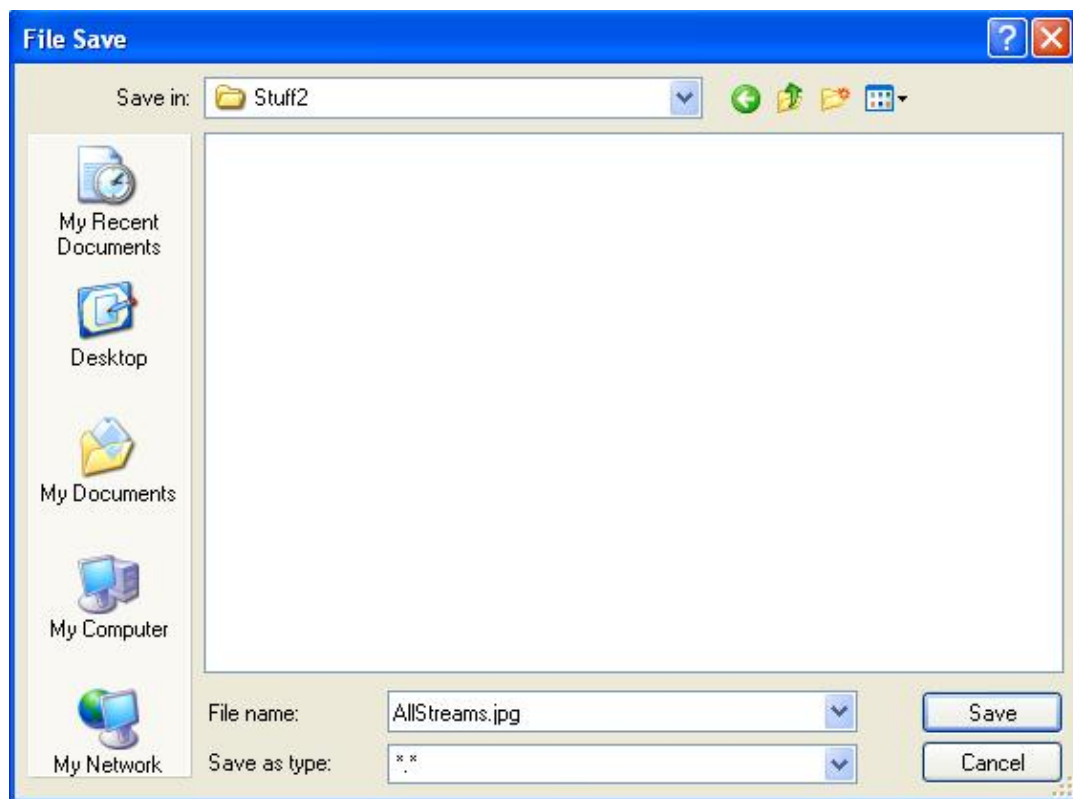 File Save
Save in:
Stuff2
My Recent
Documents
Desktop
My Documents
My Computer
My Network
File name:
AllStreams.jpg
Save
Save as type:
*.*
Cancel